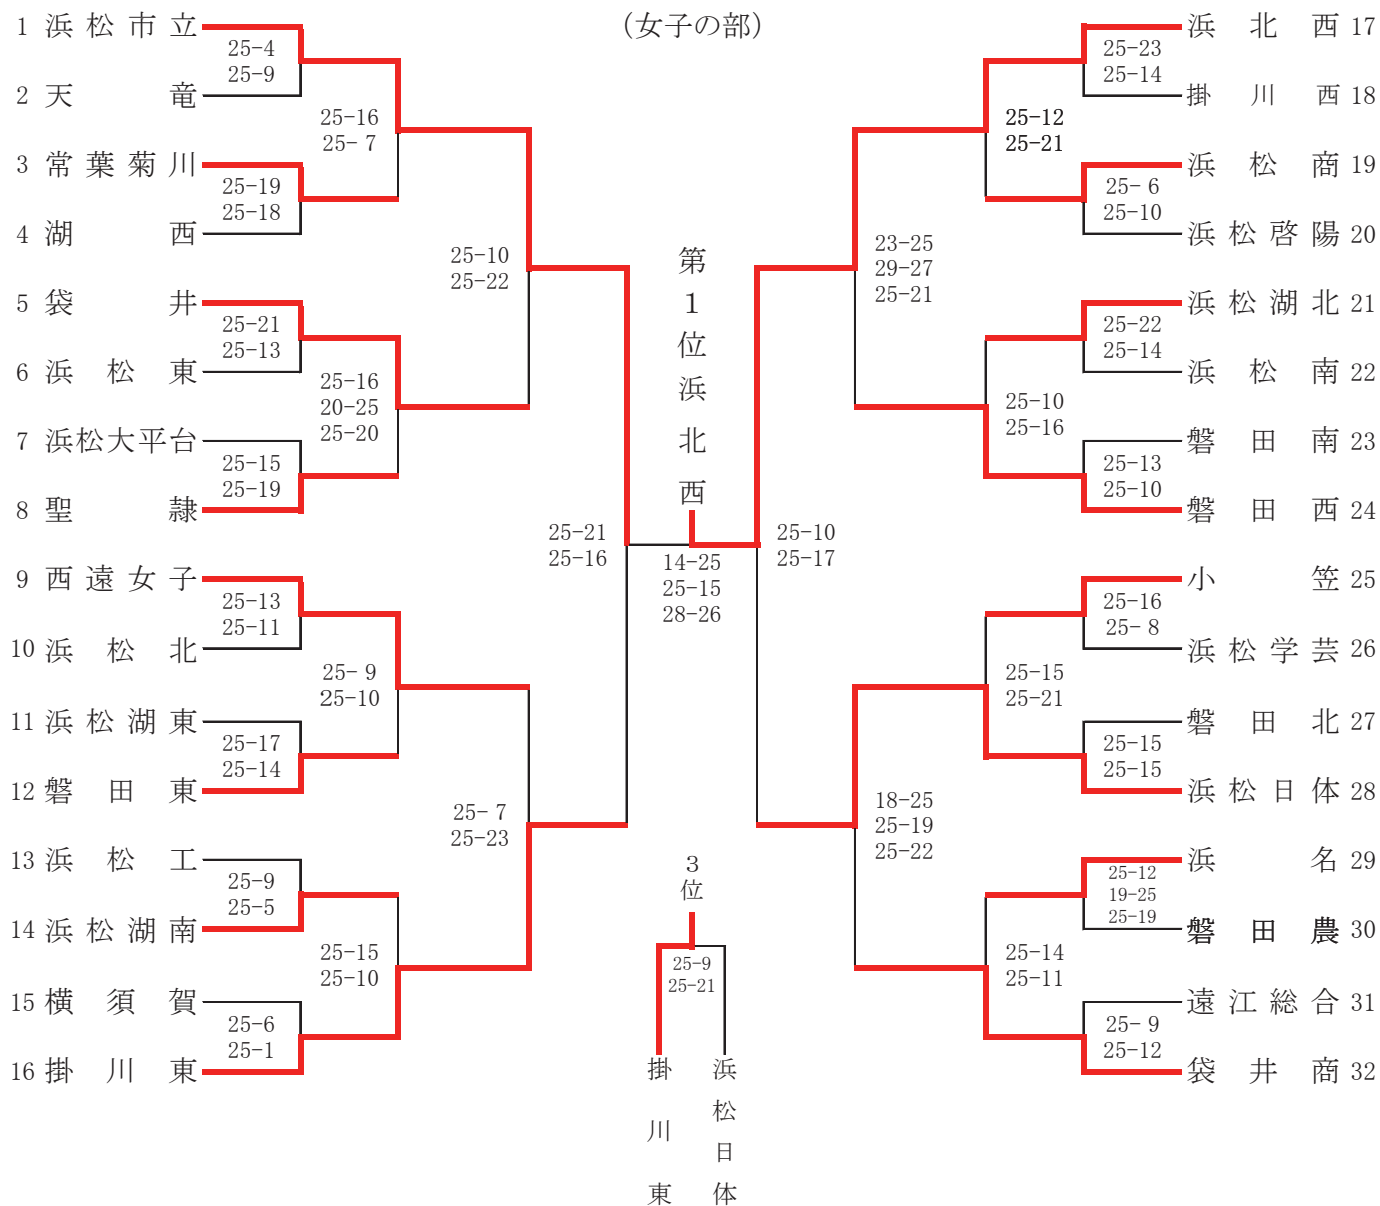 (女子の部)
1 浜松市立
25-4
25-9
2 天竜
25-16
25- 7
3 常葉菊川
25-19
25-18
4 湖西
25-10
25-22
5 袋井
25-21
25-13
6 浜松東
25-16
20-25
25-20
7 浜松大平台
25-15
25-19
8 聖隷
25-21
25-16
9 西遠女子
25-13
25-11
10 浜松北
25- 9
25-10
11 浜松湖東
25-17
25-14
12 磐田東
25- 7
25-23
13 浜松工
25-9
25-5
14 浜松湖南
25-15
25-10
15 横須賀
25-6
25-1
16 掛川東
第1位浜北西
14-25
25-15
28-26
3位
25-9
25-21
掛川東
浜松日体
浜北西 17
25-23
25-14
掛川西 18
25-12
25-21
浜松商 19
25- 6
25-10
浜松啓陽 20
23-25
29-27
25-21
浜松湖北 21
25-22
25-14
浜松南 22
25-10
25-16
磐田南 23
25-13
25-10
磐田西 24
25-10
25-17
小笠 25
25-16
25- 8
浜松学芸 26
25-15
25-21
磐田北 27
25-15
25-15
浜松日体 28
18-25
25-19
25-22
浜名 29
25-12
19-25
25-19
磐田農 30
25-14
25-11
遠江総合 31
25- 9
25-12
袋井商 32